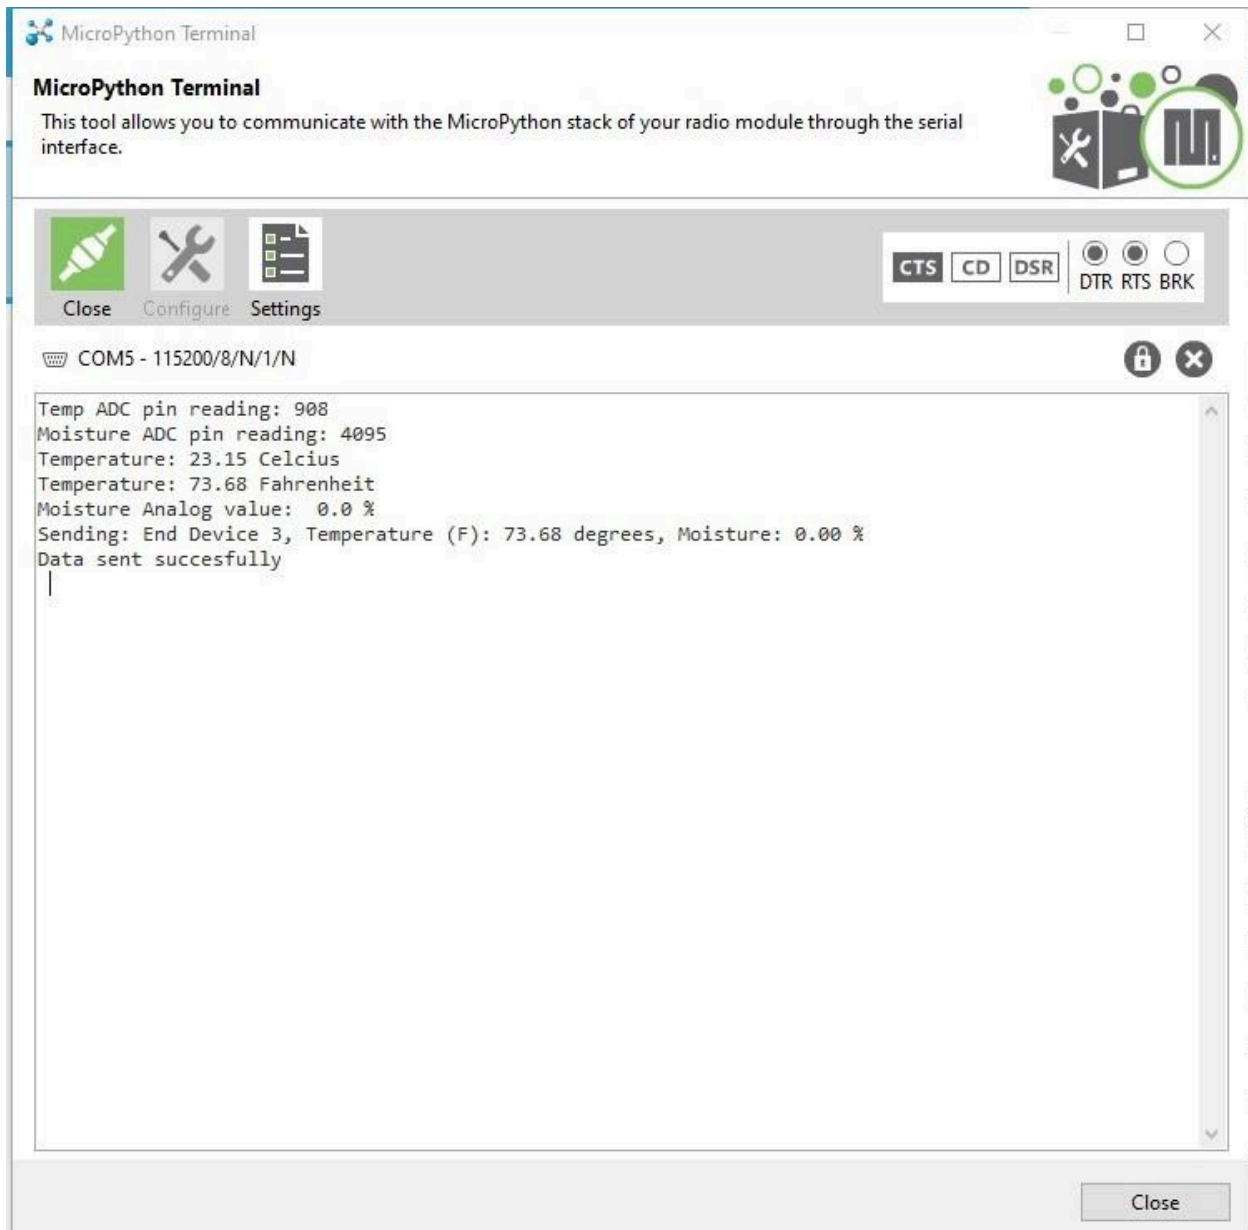 MicroPython Terminal
MicroPython Terminal
This tool allows you to communicate with the MicroPython stack of your radio module through the serial
interface.
Close Configure Settings
CTS CD DSR DTR RTS BRK
COM5 - 115200/8/N/1/N
Temp ADC pin reading: 908
Moisture ADC pin reading: 4095
Temperature: 23.15 Celcius
Temperature: 73.68 Fahrenheit
Moisture Analog value:  0.0 %
Sending: End Device 3, Temperature (F): 73.68 degrees, Moisture: 0.00 %
Data sent succesfully
Close